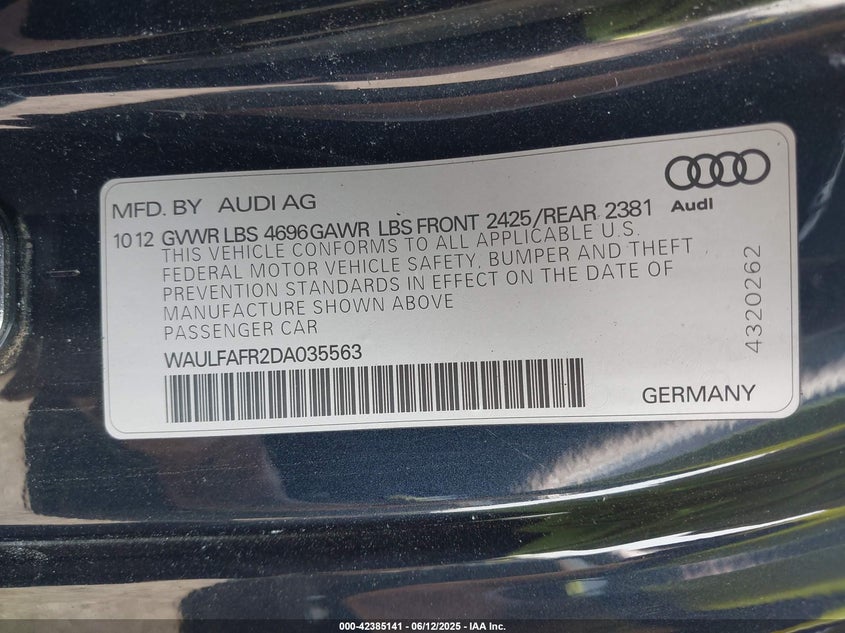 MFD. BY AUDI AG
Audi
10 12 GVWR LBS 4696 GAWR LBS FRONT 2425/REAR 2381
THIS VEHICLE CONFORMS TO ALL APPLICABLE U.S.
FEDERAL MOTOR VEHICLE SAFETY, BUMPER AND THEFT
PREVENTION STANDARDS IN EFFECT ON THE DATE OF
MANUFACTURE SHOWN ABOVE
PASSENGER CAR
WAULFAFR2DA035563
4320262
GERMANY
000-42385141 - 06/12/2025 - IAA Inc.